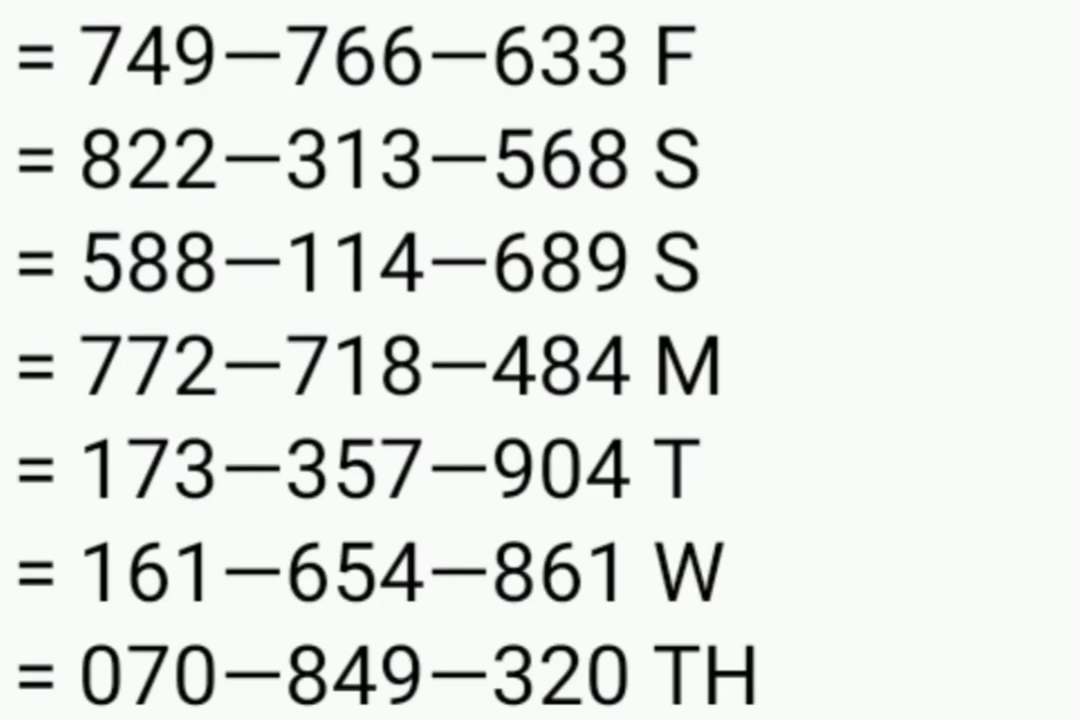 = 749—766—633 F
= 822—313—568 S
= 588—114—689 S
= 772—718—484 M
= 173—357—904 T
= 161—654—861 W
= 070—849—320 TH